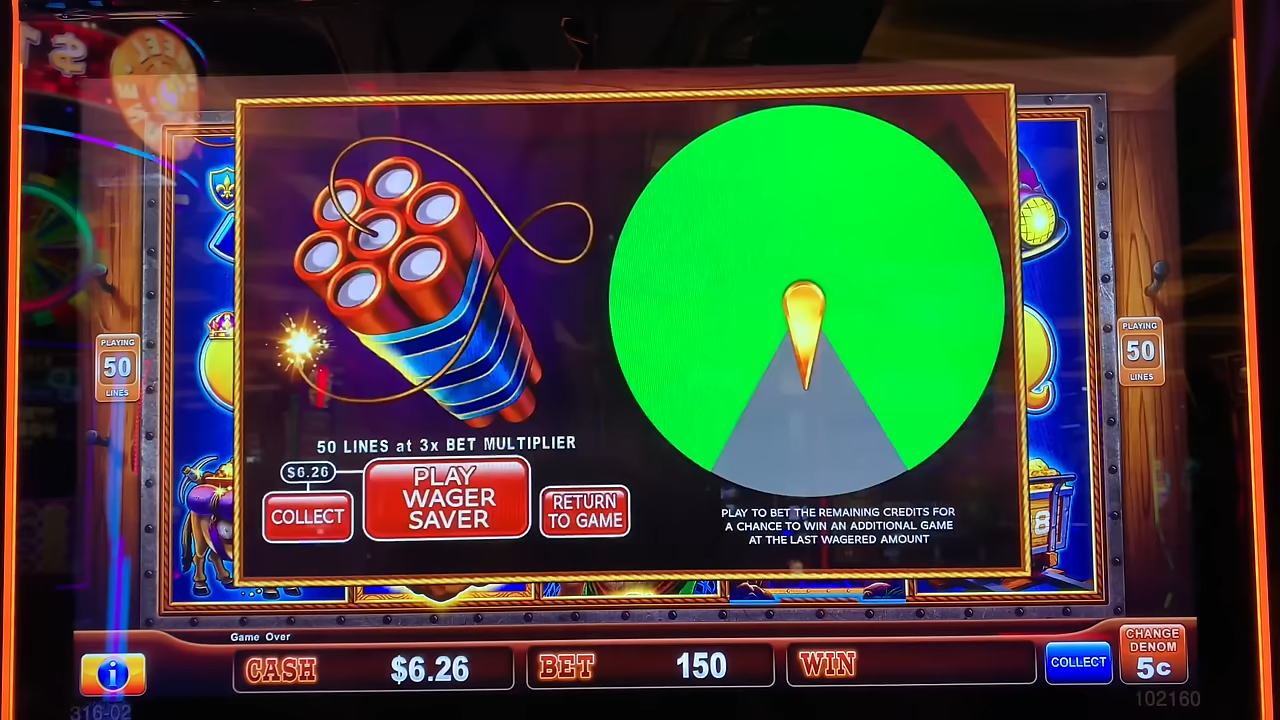 PLAYING
50
LINES
PLAYING
50
LINES
50 LINES at 3x BET MULTIPLIER
$6.26
COLLECT
PLAY
WAGER
SAVER
RETURN
TO GAME
PLAY TO BET THE REMAINING CREDITS FOR
A CHANCE TO WIN AN ADDITIONAL GAME
AT THE LAST WAGERED AMOUNT
Game Over
CASH $6.26
BET 150
WIN
COLLECT
CHANGE
DENOM
5¢
316-02
102160